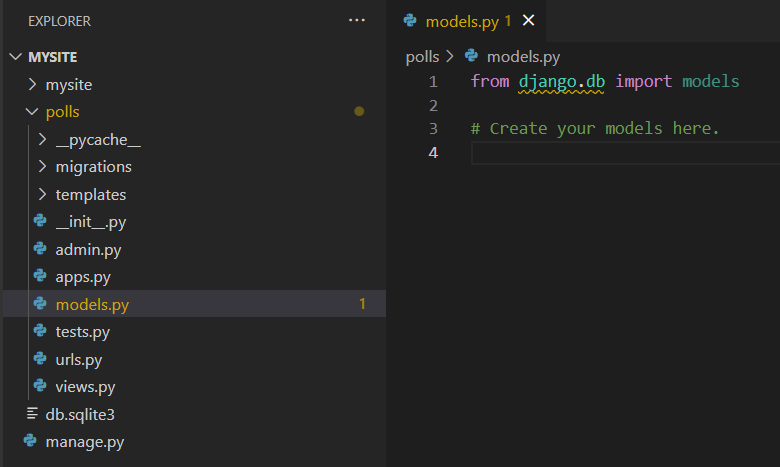 EXPLORER
MYSITE
mysite
polls
__pycache__
migrations
templates
__init__.py
admin.py
apps.py
models.py 1
tests.py
urls.py
views.py
db.sqlite3
manage.py
models.py 1
polls > models.py
1 from django.db import models
2
3 # Create your models here.
4